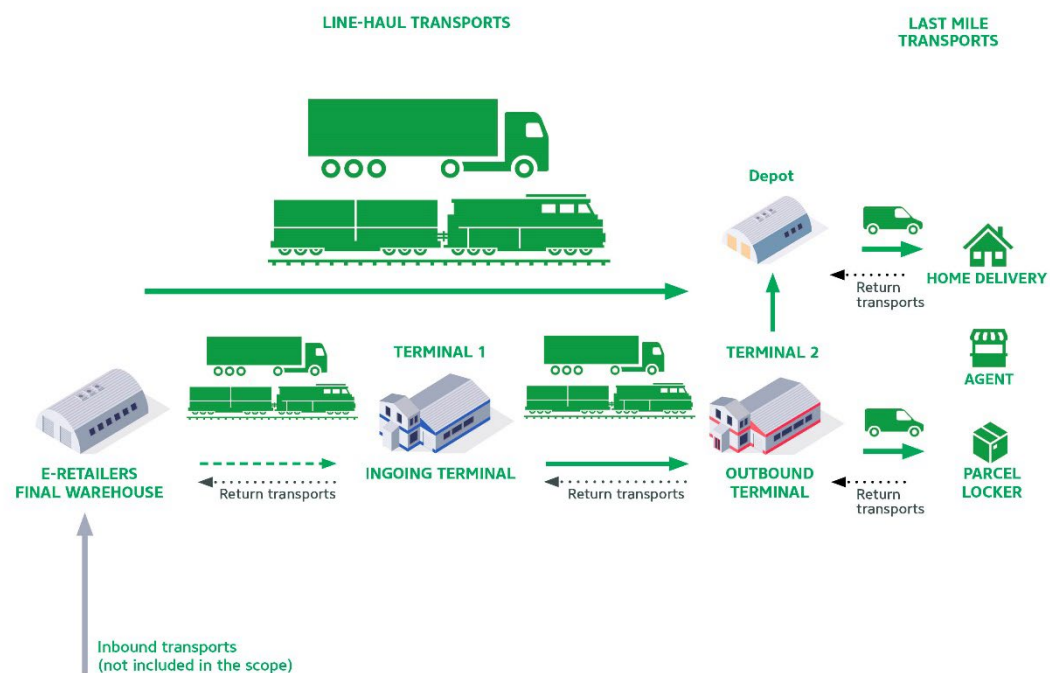 LINE-HAUL TRANSPORTS
LAST MILE
TRANSPORTS
Depot
Return
transports
HOME DELIVERY
TERMINAL 1
TERMINAL 2
AGENT
E-RETAILERS
FINAL WAREHOUSE
Return transports
INGOING TERMINAL
Return transports
OUTBOUND
TERMINAL
Return
transports
PARCEL
LOCKER
Inbound transports
(not included in the scope)